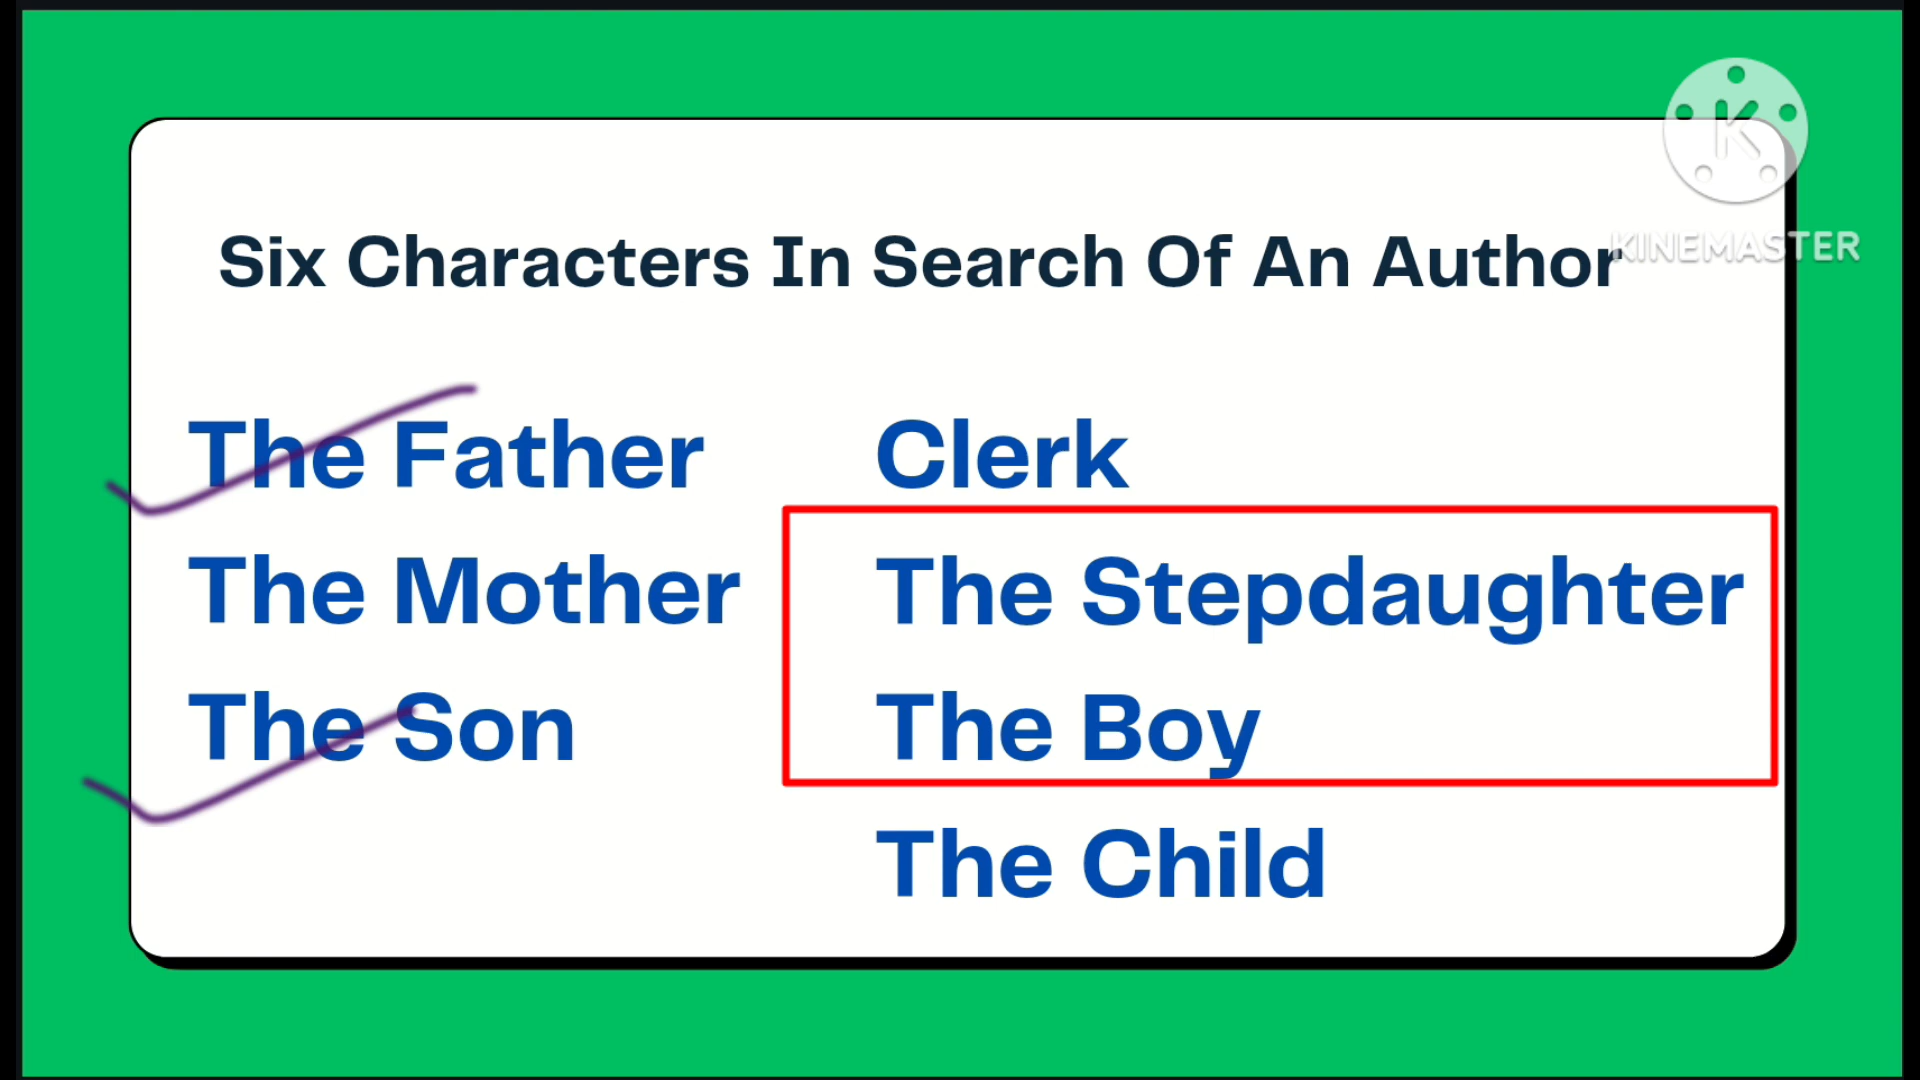 K
KINEMASTER
Six Characters In Search Of An Author
The Father
The Mother
The Son
Clerk
The Stepdaughter
The Boy
The Child